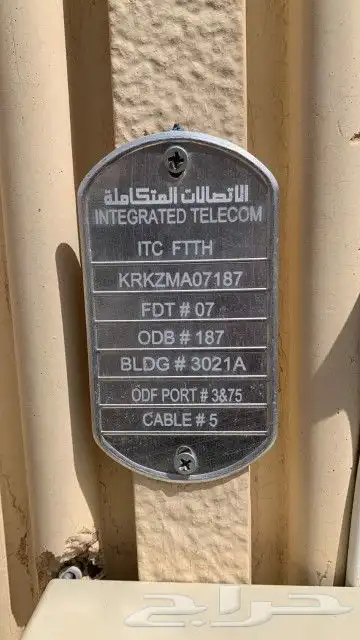 الاتصالات المتكاملة
INTEGRATED TELECOM
ITC FTTH
KRKZMA07187
FDT # 07
ODB # 187
BLDG # 3021A
ODF PORT # 3&75
CABLE # 5
حراج